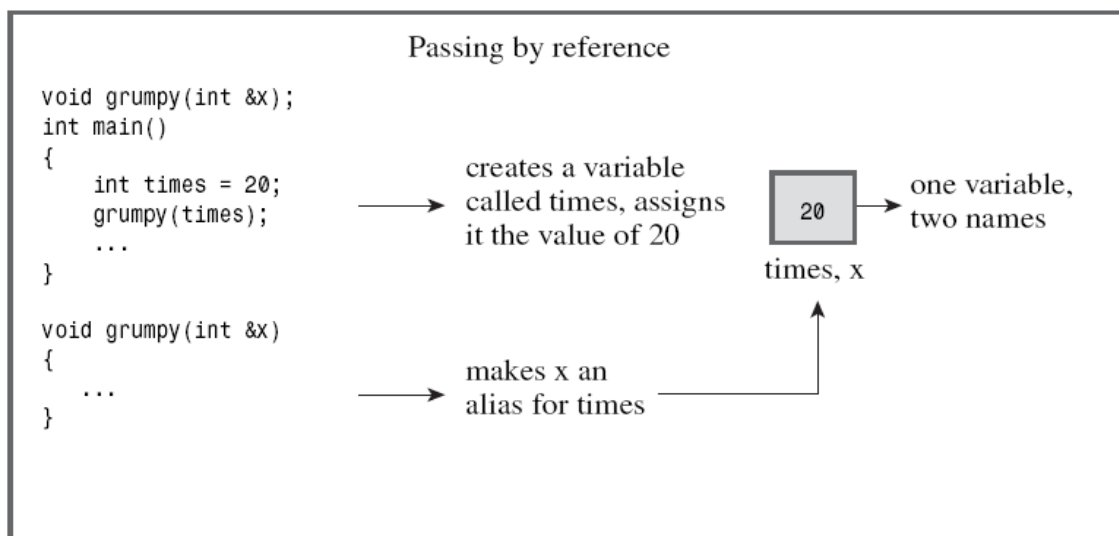 Passing by reference
void grumpy(int &x);
int main()
{
    int times = 20;
    grumpy(times);
    ...
}
creates a variable
called times, assigns
it the value of 20
20
one variable,
two names
times, x
void grumpy(int &x)
{
    ...
}
makes x an
alias for times